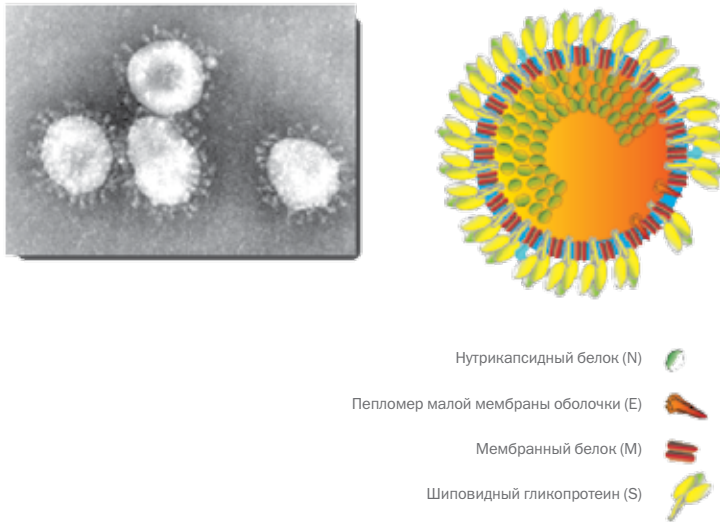 Нутрикапсидный белок (N)
Пепломер малой мембраны оболочки (E)
Мембранный белок (M)
Шиповидный гликопротеин (S)